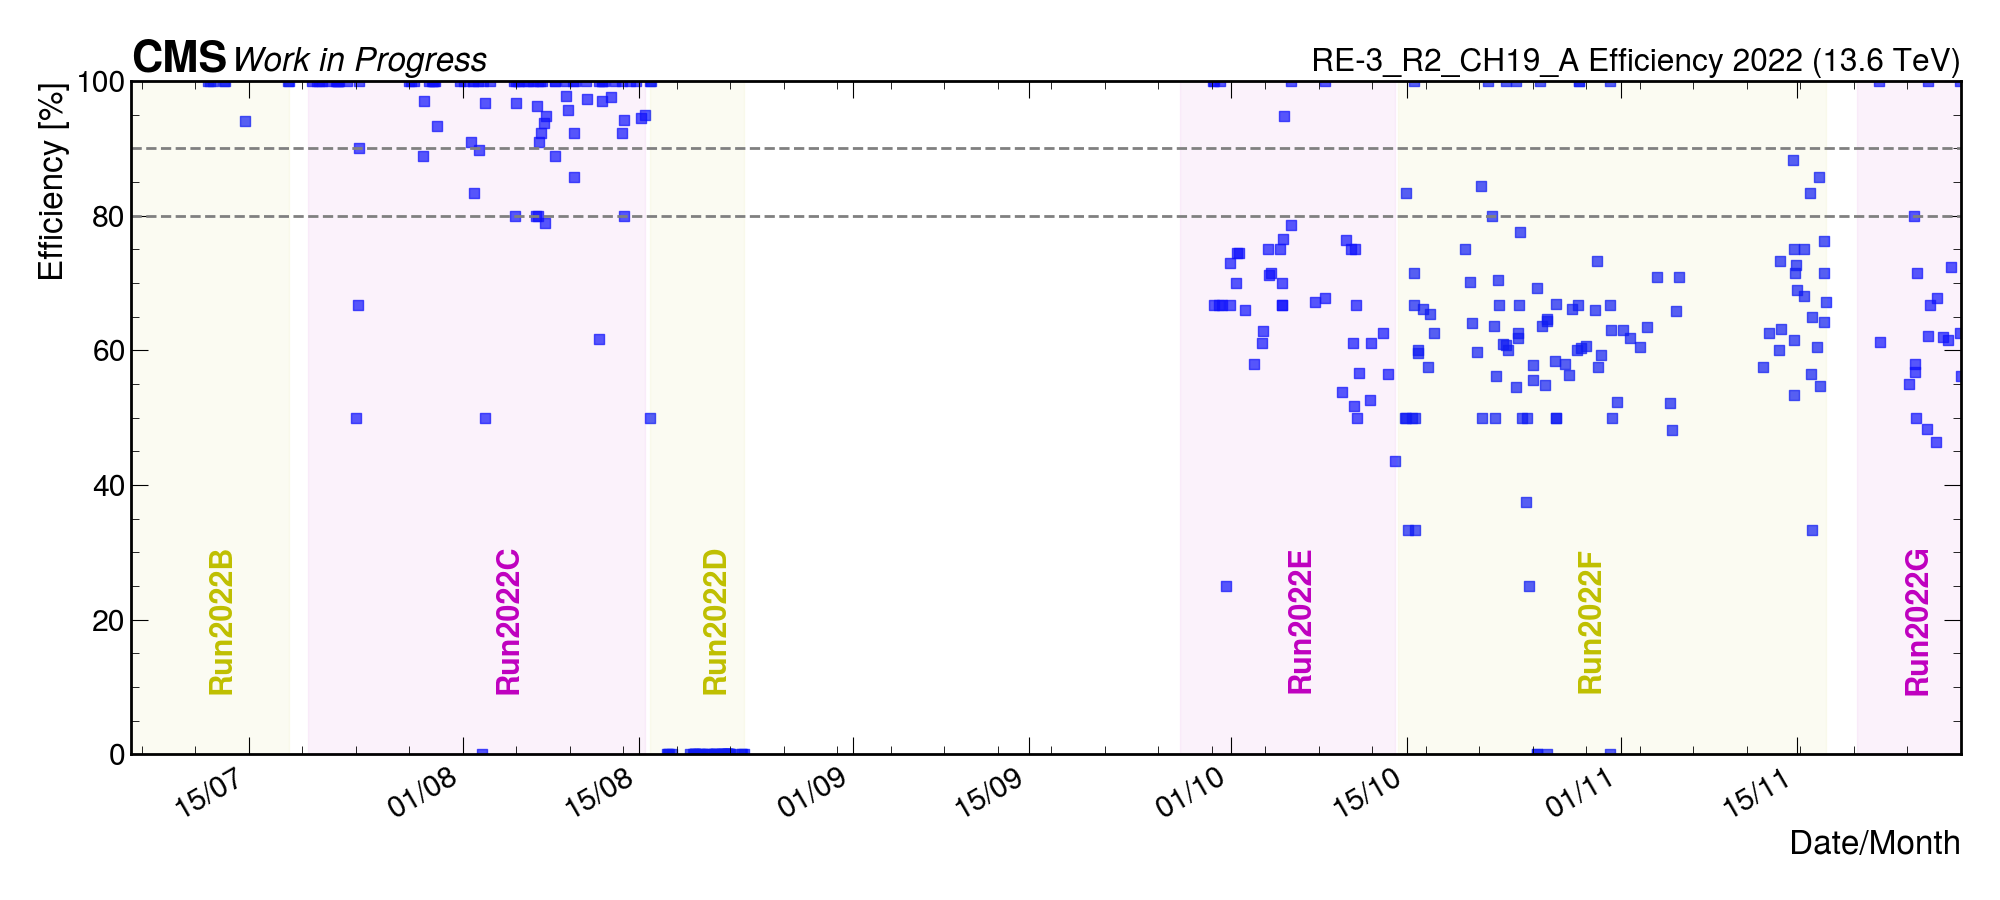 CMS Work in Progress
RE-3_R2_CH19_A Efficiency 2022 (13.6 TeV)
Efficiency [%]
100
80
60
40
20
0
Run2022B
Run2022C
Run2022D
Run2022E
Run2022F
Run2022G
15/07
01/08
15/08
01/09
15/09
01/10
15/10
01/11
15/11
Date/Month